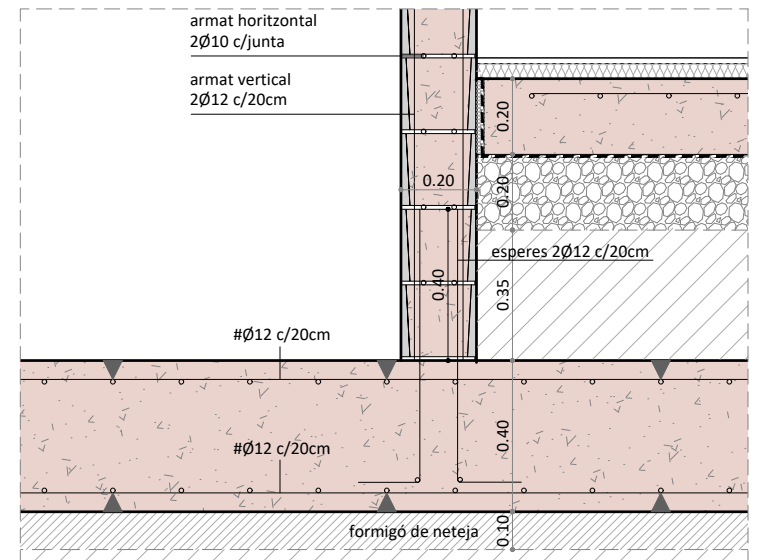 armat horitzontal
2Ø10 c/junta
armat vertical
2Ø12 c/20cm
0.20
0.20
0.20
esperes 2Ø12 c/20cm
0.40
0.35
#Ø12 c/20cm
0.40
#Ø12 c/20cm
formigó de neteja
0.10